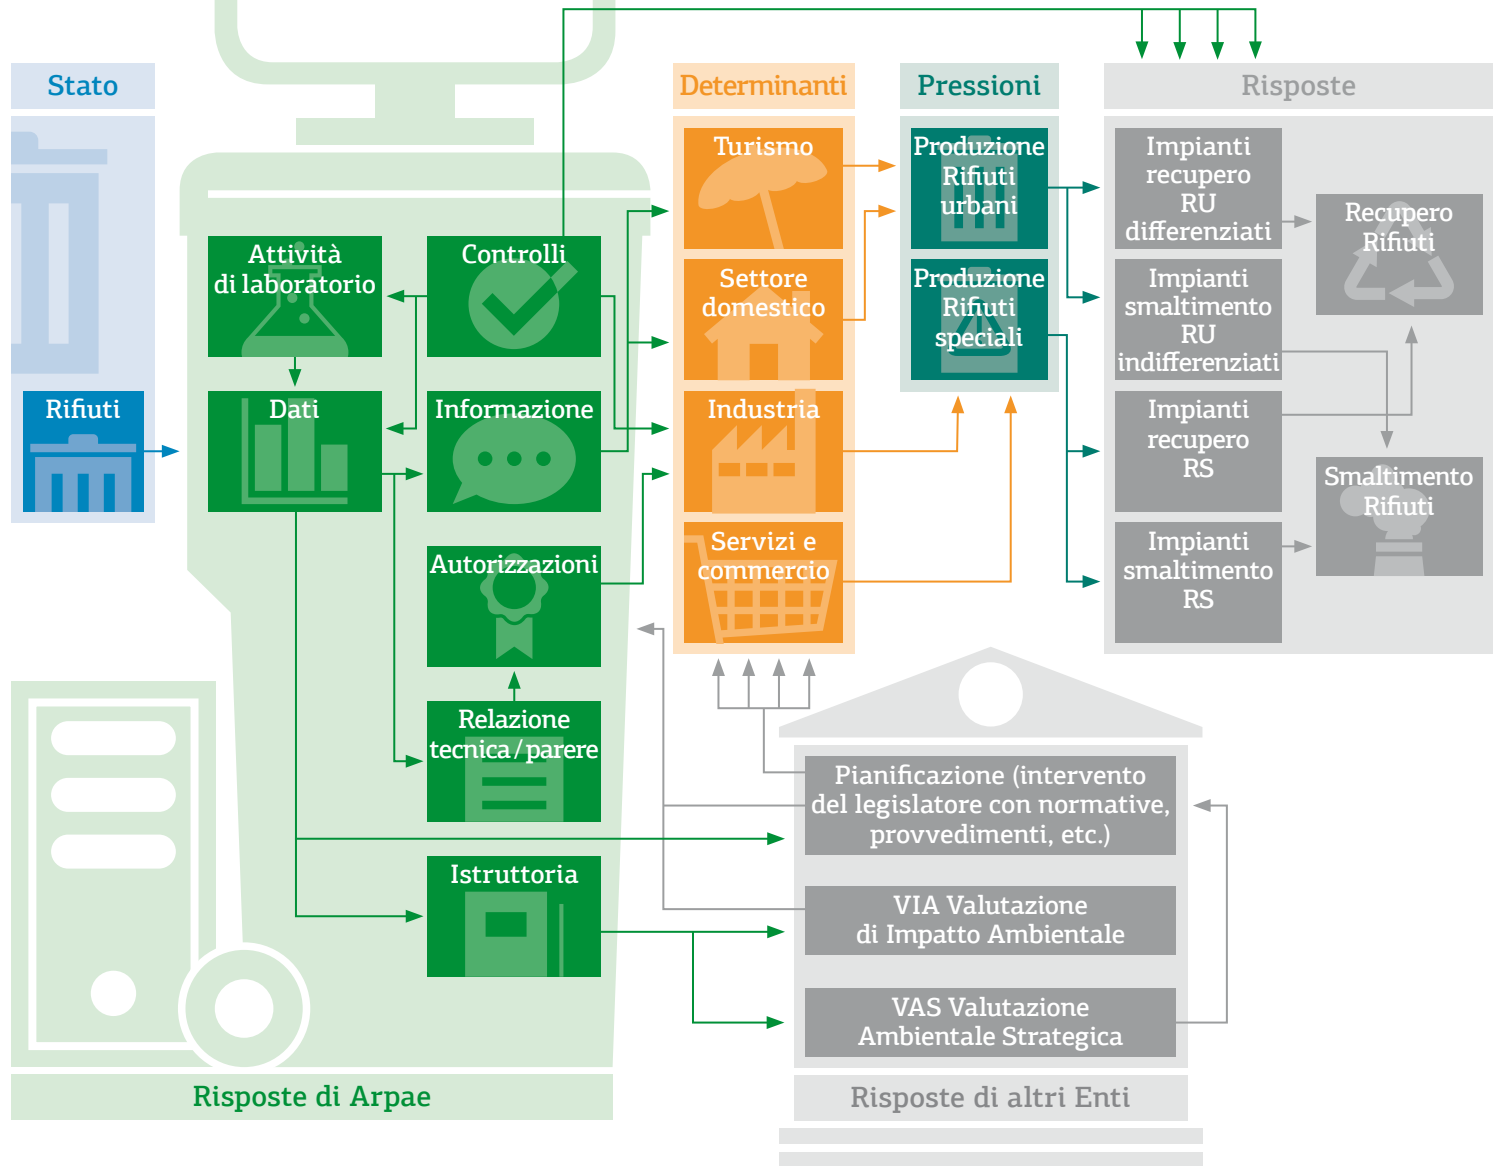 Stato
Rifiuti
Attività
di laboratorio
Controlli
Dati
Informazione
Autorizzazioni
Relazione
tecnica / parere
Istruttoria
Risposte di Arpae
Determinanti
Turismo
Settore
domestico
Industria
Servizi e
commercio
Pressioni
Produzione
Rifiuti
urbani
Produzione
Rifiuti
speciali
Risposte
Impianti
recupero
RU
differenziati
Impianti
smaltimento
RU
indifferenziati
Impianti
recupero
RS
Impianti
smaltimento
RS
Recupero
Rifiuti
Smaltimento
Rifiuti
Pianificazione (intervento
del legislatore con normative,
provvedimenti, etc.)
VIA Valutazione
di Impatto Ambientale
VAS Valutazione
Ambientale Strategica
Risposte di altri Enti